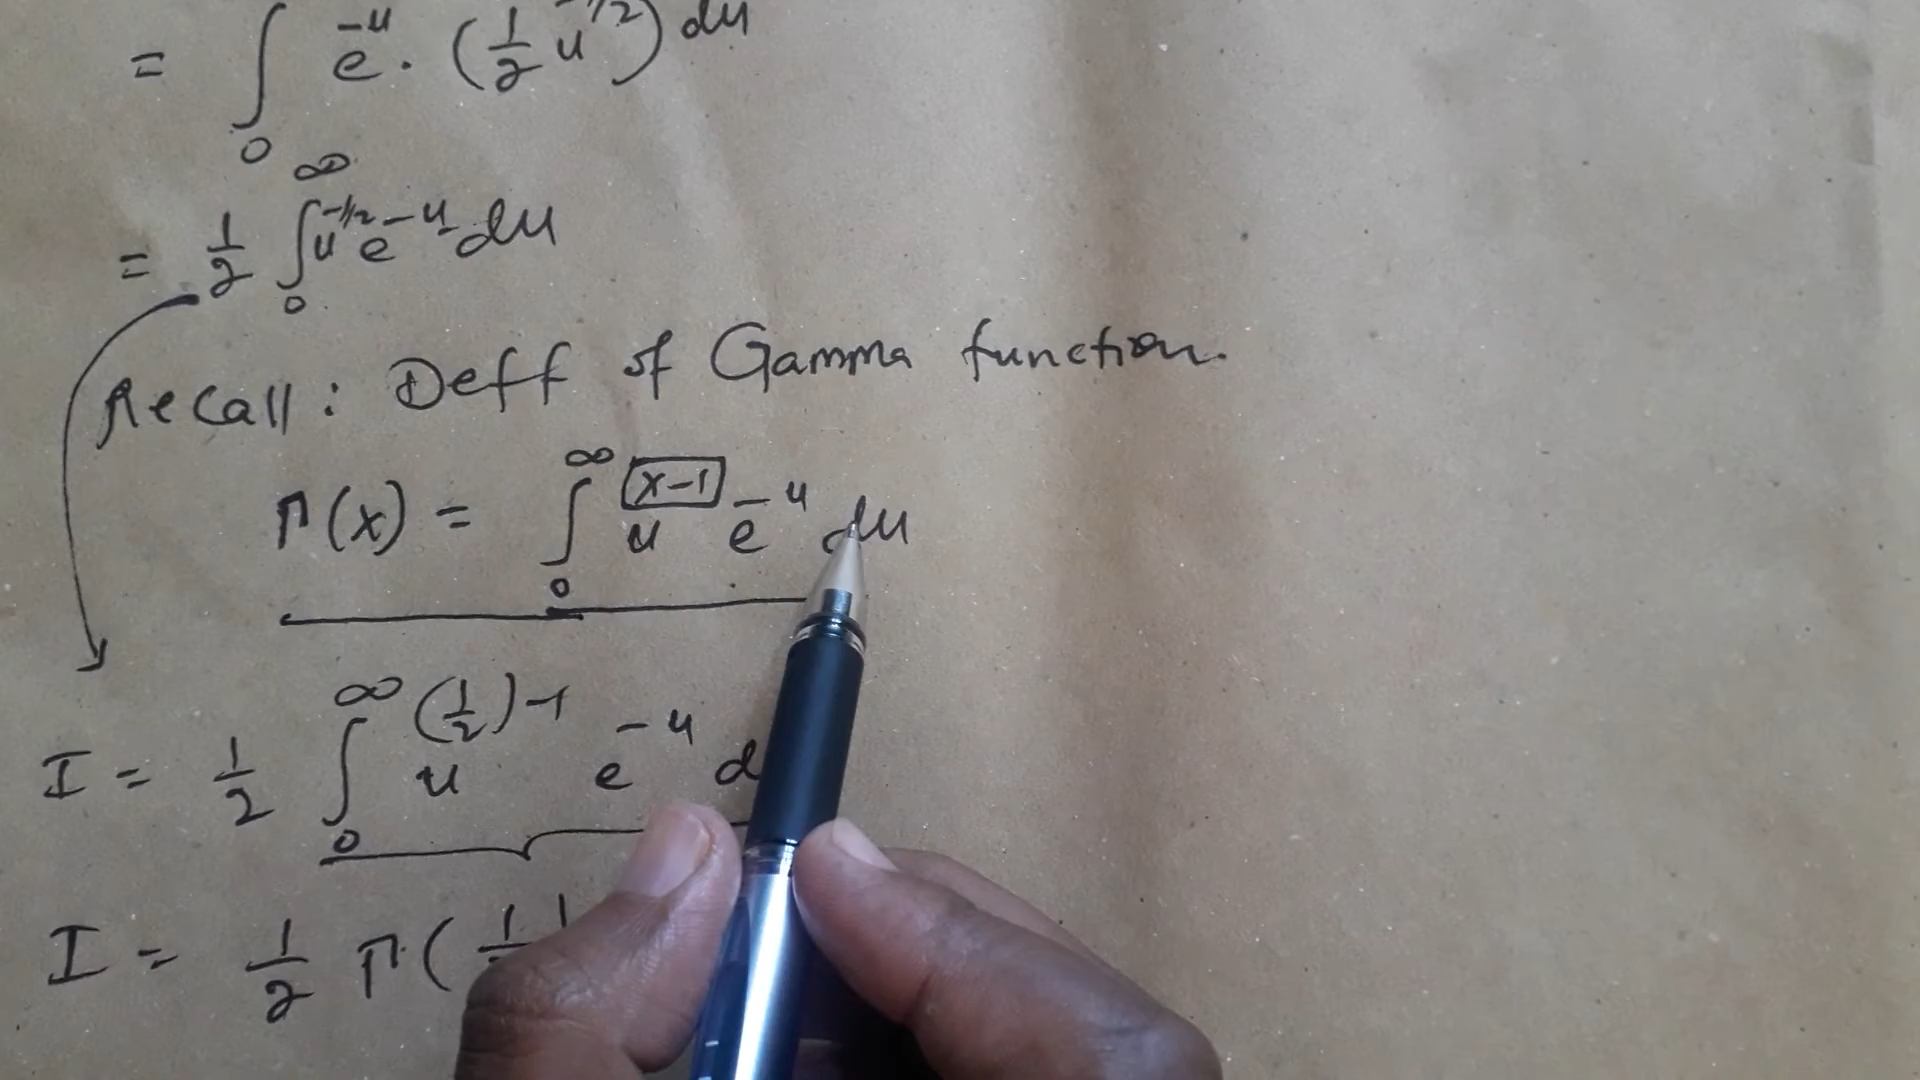 = ∫₀ e^{-u} · (1/2 u^{-1/2}) du
= 1/2 ∫₀^∞ u^{-1/2} e^{-u} du
Recall: Deff of Gamma function.
Γ(x) = ∫₀^∞ u^{x-1} e^{-u} du
I = 1/2 ∫₀^∞ u^{(1/2)-1} e^{-u} d
I = 1/2 Γ(1